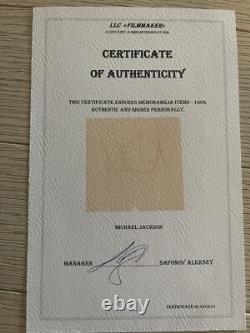 LLC «FILMMAKER»
CERTIFICATE
OF AUTHENTICITY
THIS CERTIFICATE ENSURES MEMORABILIA ITEMS - 100%
AUTHENTIC AND SIGNED PERSONALLY.
MICHAEL JACKSON
MANAGER SAFONOV ALEKSEY
CERTIFICATE